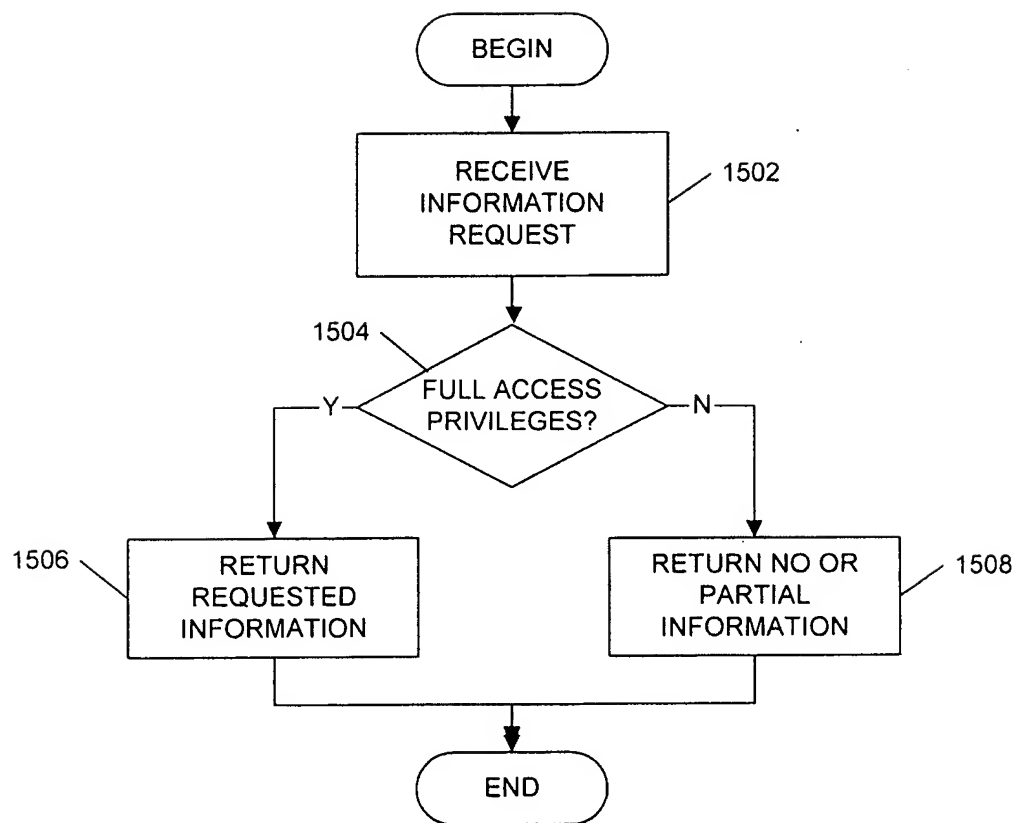 BEGIN
RECEIVE
INFORMATION
REQUEST
1502
1504
FULL ACCESS
PRIVILEGES?
Y
N
1506
RETURN
REQUESTED
INFORMATION
RETURN NO OR
PARTIAL
INFORMATION
1508
END